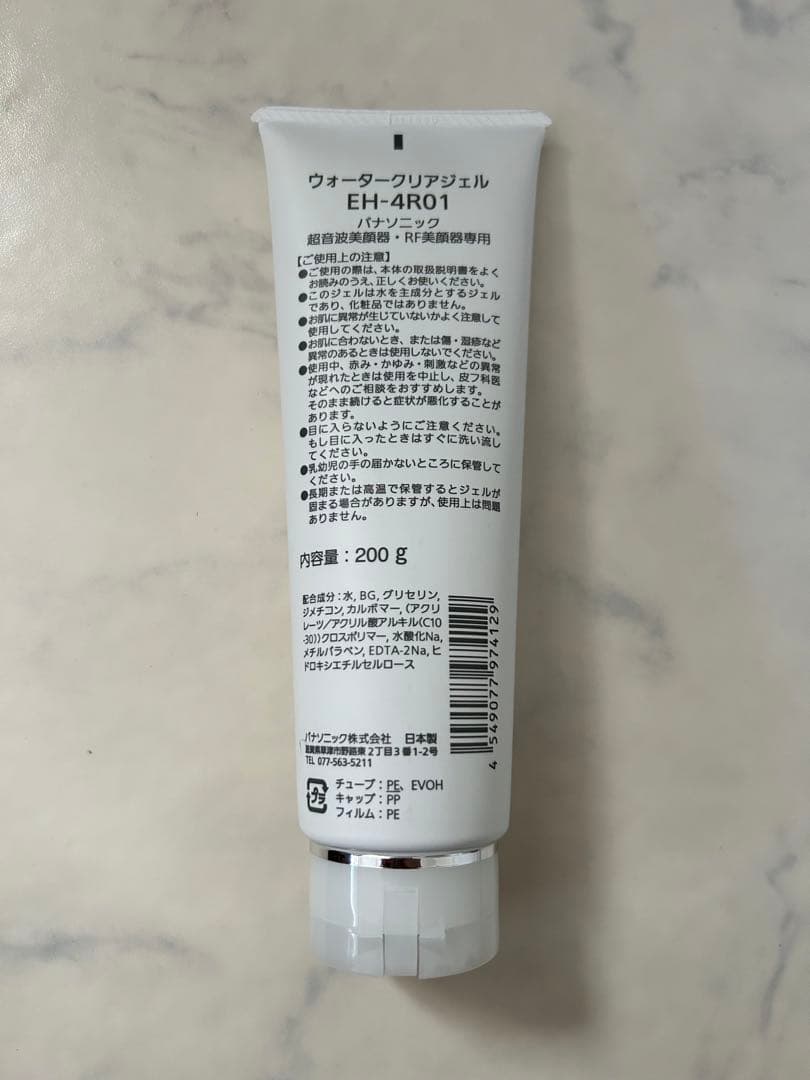 ウォータークリアジェル
EH-4R01
パナソニック
超音波美顔器・RF美顔器専用
【ご使用上の注意】
●ご使用の際は、本体の取扱説明書をよく
お読みのうえ、正しくお使いください。
●このジェルは水を主成分とするジェル
であり、化粧品ではありません。
●お肌に異常が生じていないかよく注意して
使用してください。
●お肌に合わないとき、または傷・湿疹など
異常のあるときは使用しないでください。
●使用中、赤み・かゆみ・刺激などの異常
が現れたときは使用を中止し、皮フ科医
などへのご相談をおすすめします。
そのまま続けると症状が悪化することが
あります。
●目に入らないようにご注意ください。
もし目に入ったときはすぐに洗い流し
てください。
●乳幼児の手の届かないところに保管して
ください。
●長期または高温で保管するとジェルが
固まる場合がありますが、使用上は問題
ありません。
内容量：200 g
配合成分：水, BG, グリセリン,
ジメチコン, カルボマー, (アクリ
レーツ/アクリル酸アルキル(C10
-30))クロスポリマー, 水酸化Na,
メチルパラベン, EDTA-2Na, ヒ
ドロキシエチルセルロース
4 549077 974129
パナソニック株式会社 日本製
滋賀県草津市野路東2丁目3番1-2号
TEL 077-563-5211
プラ
チューブ：PE、EVOH
キャップ：PP
フィルム：PE